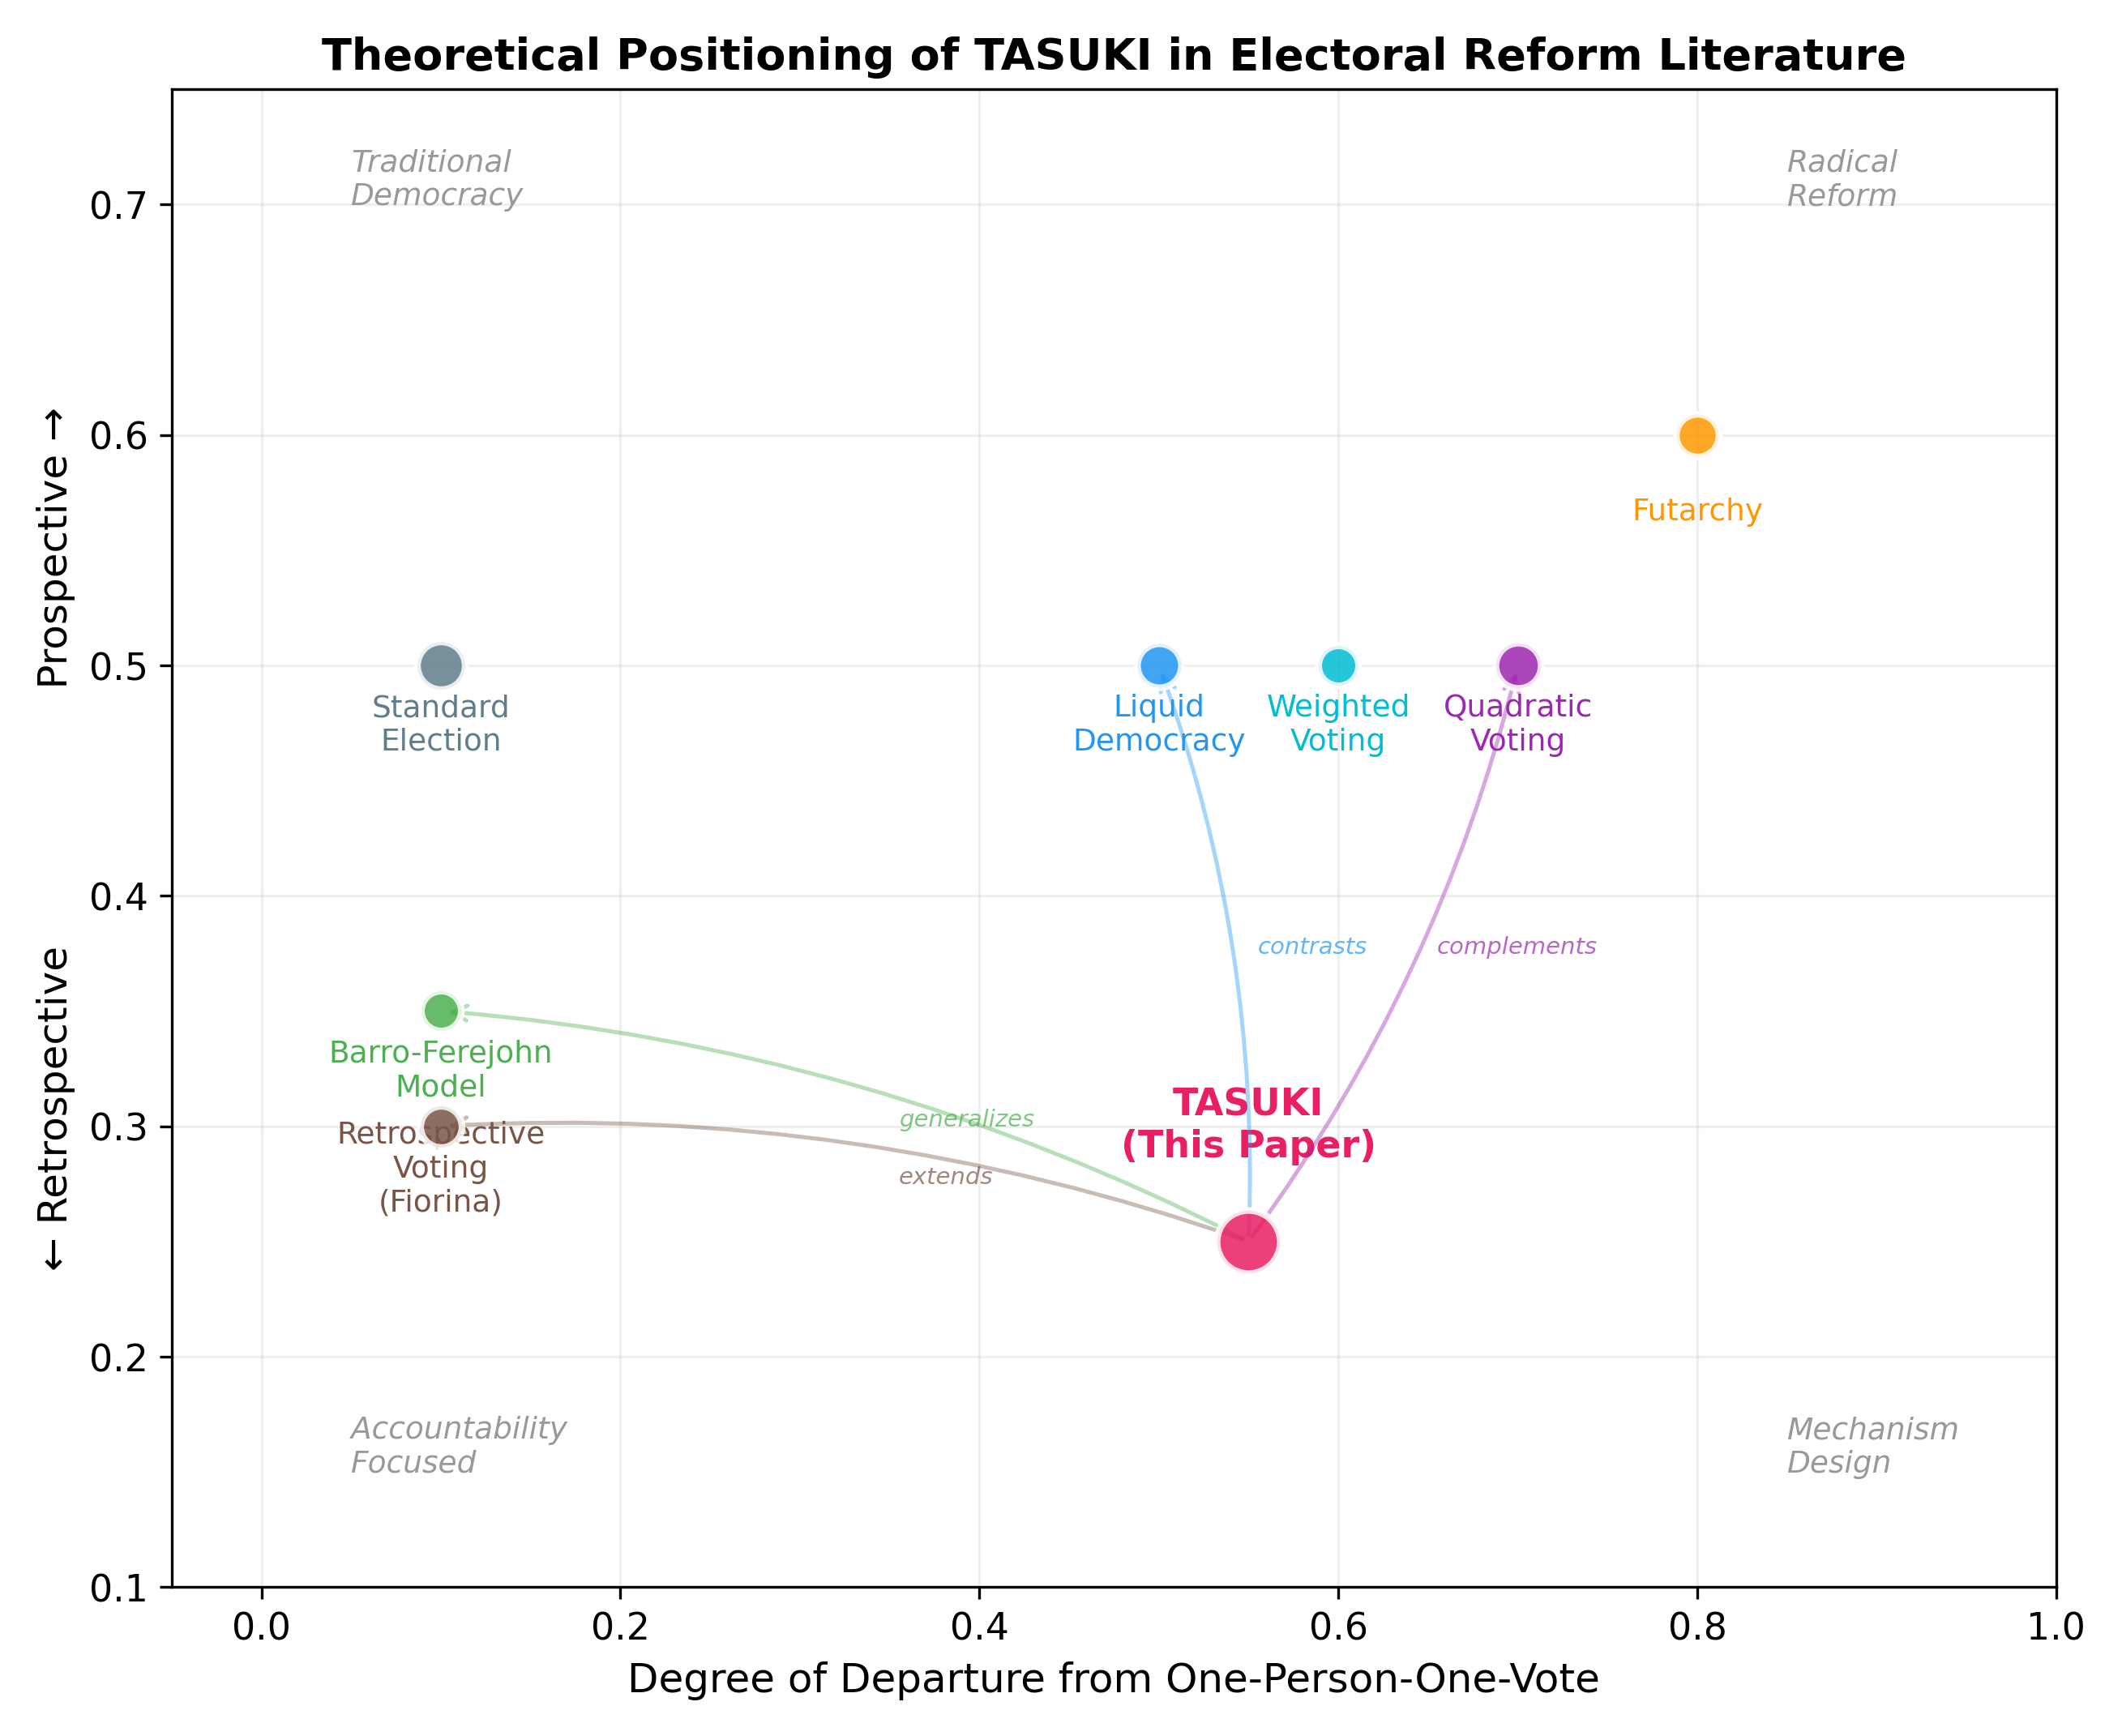 Theoretical Positioning of TASUKI in Electoral Reform Literature
Traditional
Democracy
Radical
Reform
0.7
0.6
0.5
0.4
0.3
0.2
0.1
Prospective →
← Retrospective
Futarchy
Standard
Election
Liquid
Democracy
Weighted
Voting
Quadratic
Voting
contrasts
complements
Barro-Ferejohn
Model
Retrospective
Voting
(Fiorina)
generalizes
extends
TASUKI
(This Paper)
Accountability
Focused
Mechanism
Design
0.0
0.2
0.4
0.6
0.8
1.0
Degree of Departure from One-Person-One-Vote